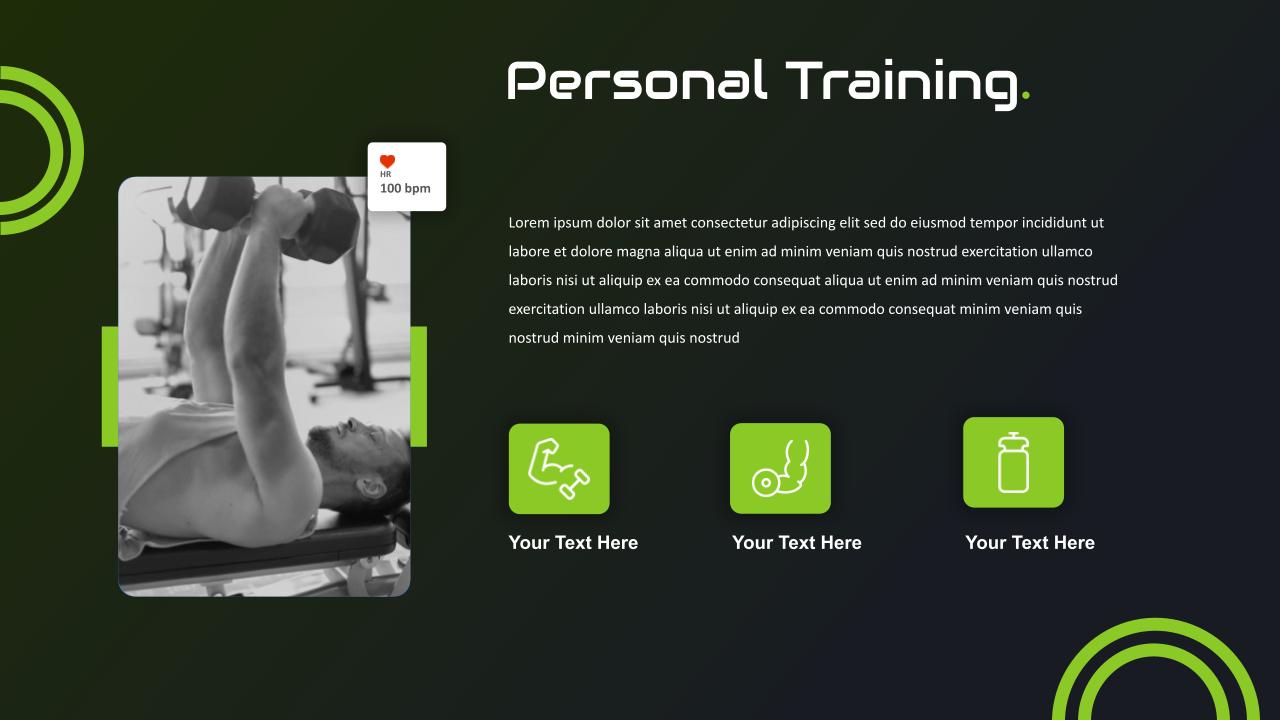 Personal Training.
HR
100 bpm
Lorem ipsum dolor sit amet consectetur adipiscing elit sed do eiusmod tempor incididunt ut
labore et dolore magna aliqua ut enim ad minim veniam quis nostrud exercitation ullamco
laboris nisi ut aliquip ex ea commodo consequat aliqua ut enim ad minim veniam quis nostrud
exercitation ullamco laboris nisi ut aliquip ex ea commodo consequat minim veniam quis
nostrud minim veniam quis nostrud
Your Text Here
Your Text Here
Your Text Here